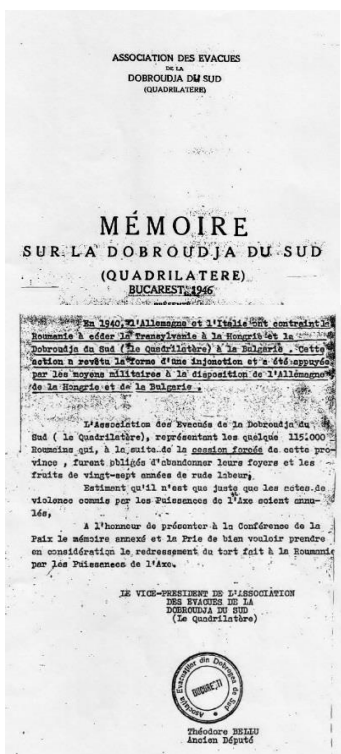 ASSOCIATION DES EVACUES
DE LA
DOBROUDJA DU SUD
(QUADRILATERE)
MÉMOIRE
SUR LA DOBROUDJA DU SUD
(QUADRILATERE)
BUCAREST, 1946
En 1940, l'Allemagne et l'Italie ont contraint la
Roumanie à céder la Transylvanie à la Hongrie et la
Dobroudja du Sud (le Quadrilatère) à la Bulgarie. Cette
action a revêtu la forme d'une injonction et a été appuyée
par les moyens militaires à la disposition de l'Allemagne
de la Hongrie et de la Bulgarie.
L'Association des Evacués de la Dobroudja du
Sud ( le Quadrilatère), représentant les quelque 115.000
Roumains qui, à la suite de la cession forcée de cette pro-
vince, furent obligés d'abandonner leurs foyers et les
fruits de vingt-sept années de rude labeur,
Estiment qu'il n'est que juste que les actes de
violence commis par les Puissances de l'Axe soient annu-
lés,
A l'honneur de présenter à la Conférence de la
Paix le mémoire annexé et la Prie de bien vouloir prendre
en considération le redressement du tort fait à la Roumanie
par les Puissances de l'Axe.
LE VICE-PRESIDENT DE L'ASSOCIATION
DES EVACUES DE LA
DOBROUDJA DU SUD
(Le Quadrilatère)
Asociatia Evacuaților din Dobrogea de Sud
BUCUREȘTI
Théodore BELLU
Ancien Député